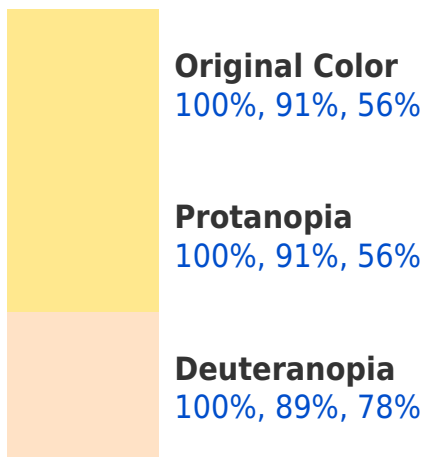 Original Color
100%, 91%, 56%
Protanopia
100%, 91%, 56%
Deuteranopia
100%, 89%, 78%